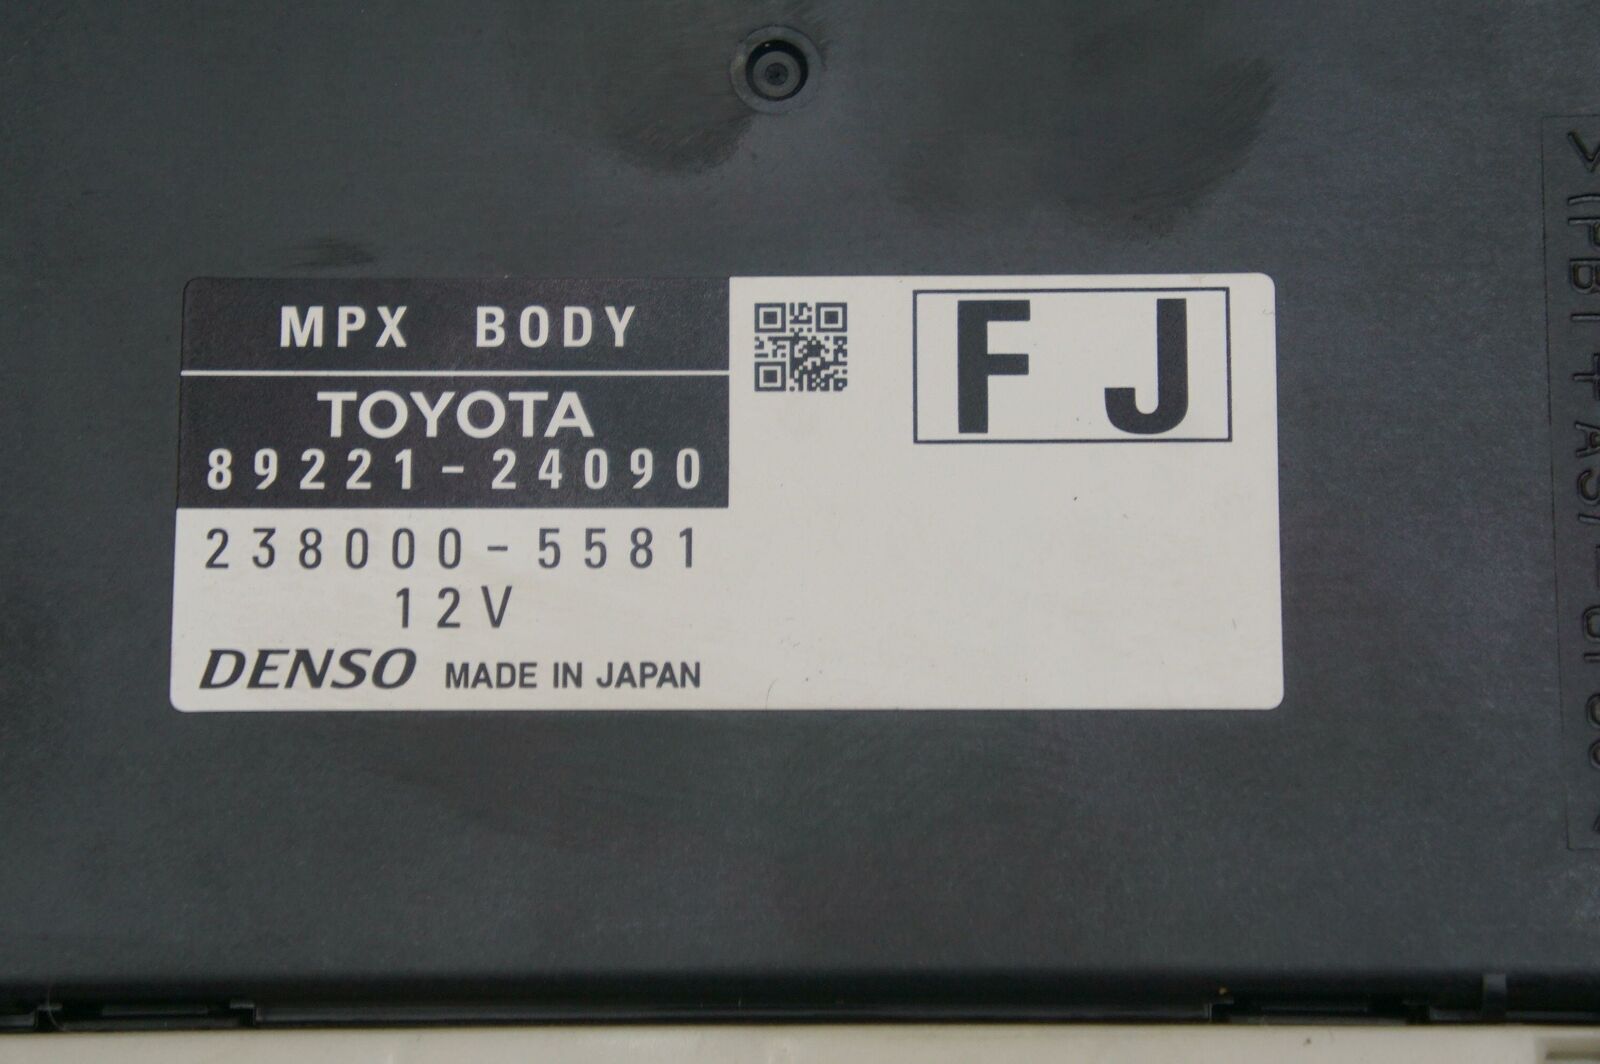 MPX BODY
TOYOTA
89221-24090
238000-5581
12V
DENSO MADE IN JAPAN
F J